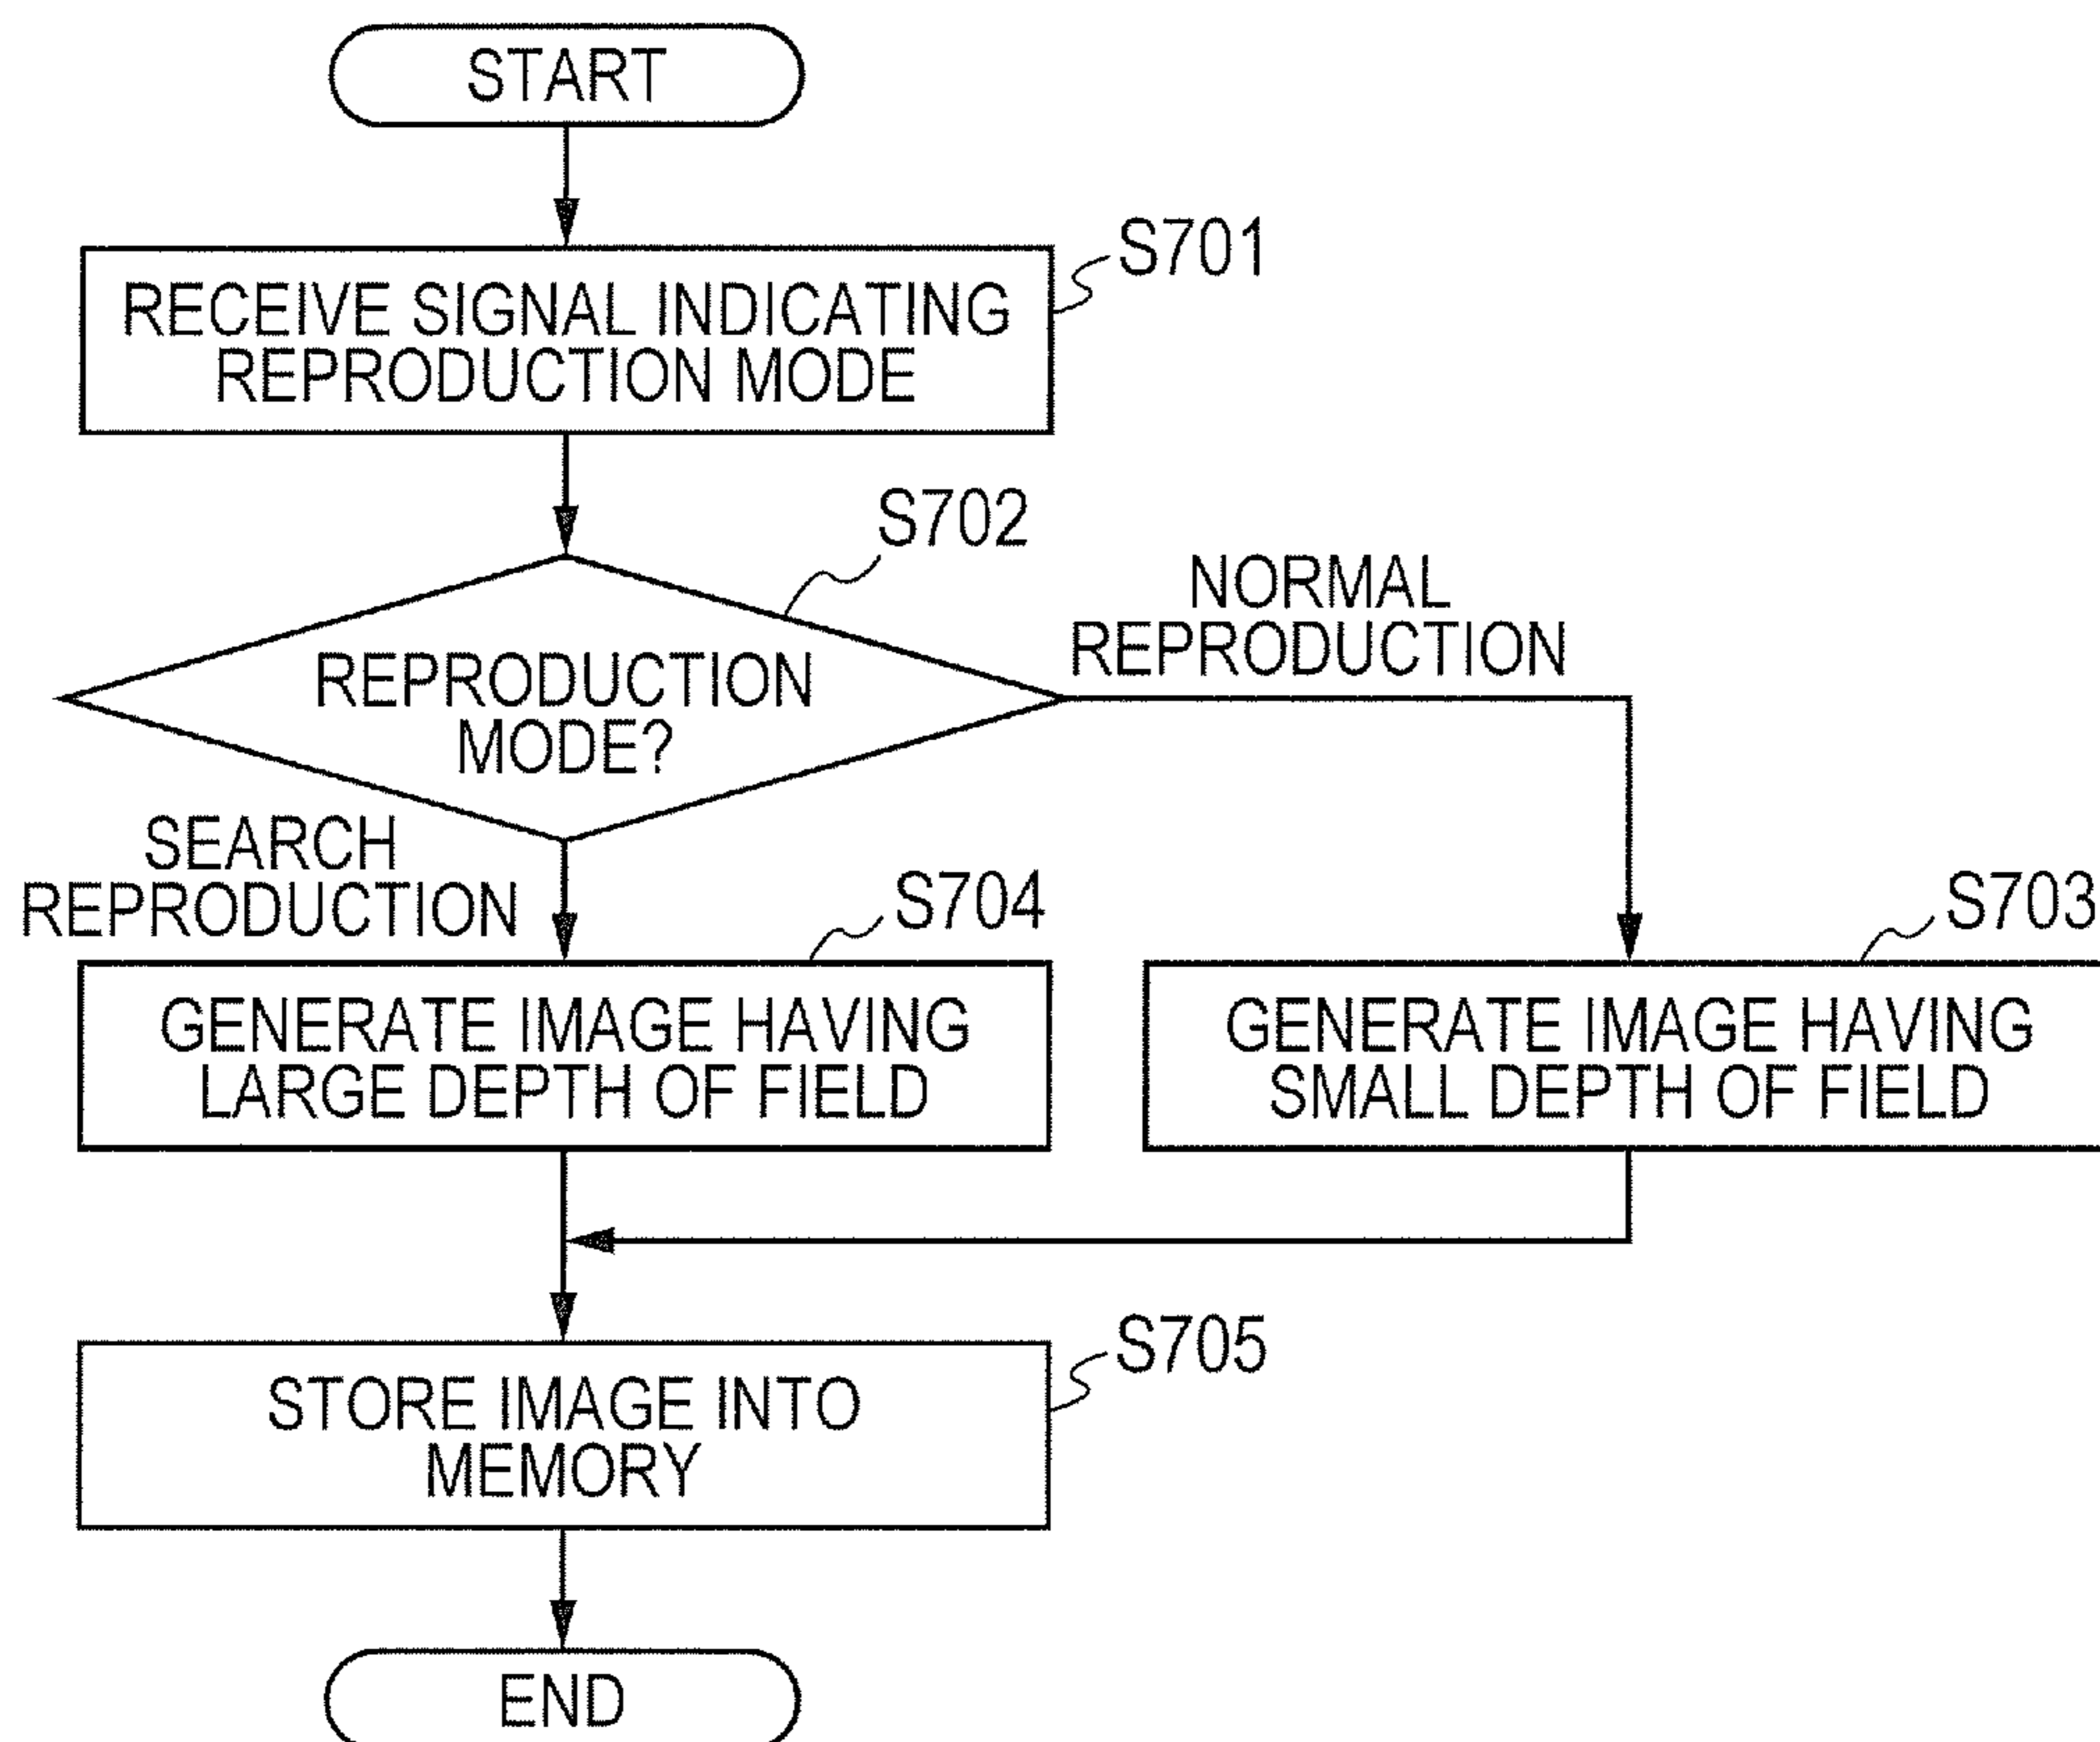 START
S701
RECEIVE SIGNAL INDICATING
REPRODUCTION MODE
S702
NORMAL
REPRODUCTION
REPRODUCTION
MODE?
SEARCH
REPRODUCTION
S704
S703
GENERATE IMAGE HAVING
LARGE DEPTH OF FIELD
GENERATE IMAGE HAVING
SMALL DEPTH OF FIELD
S705
STORE IMAGE INTO
MEMORY
END